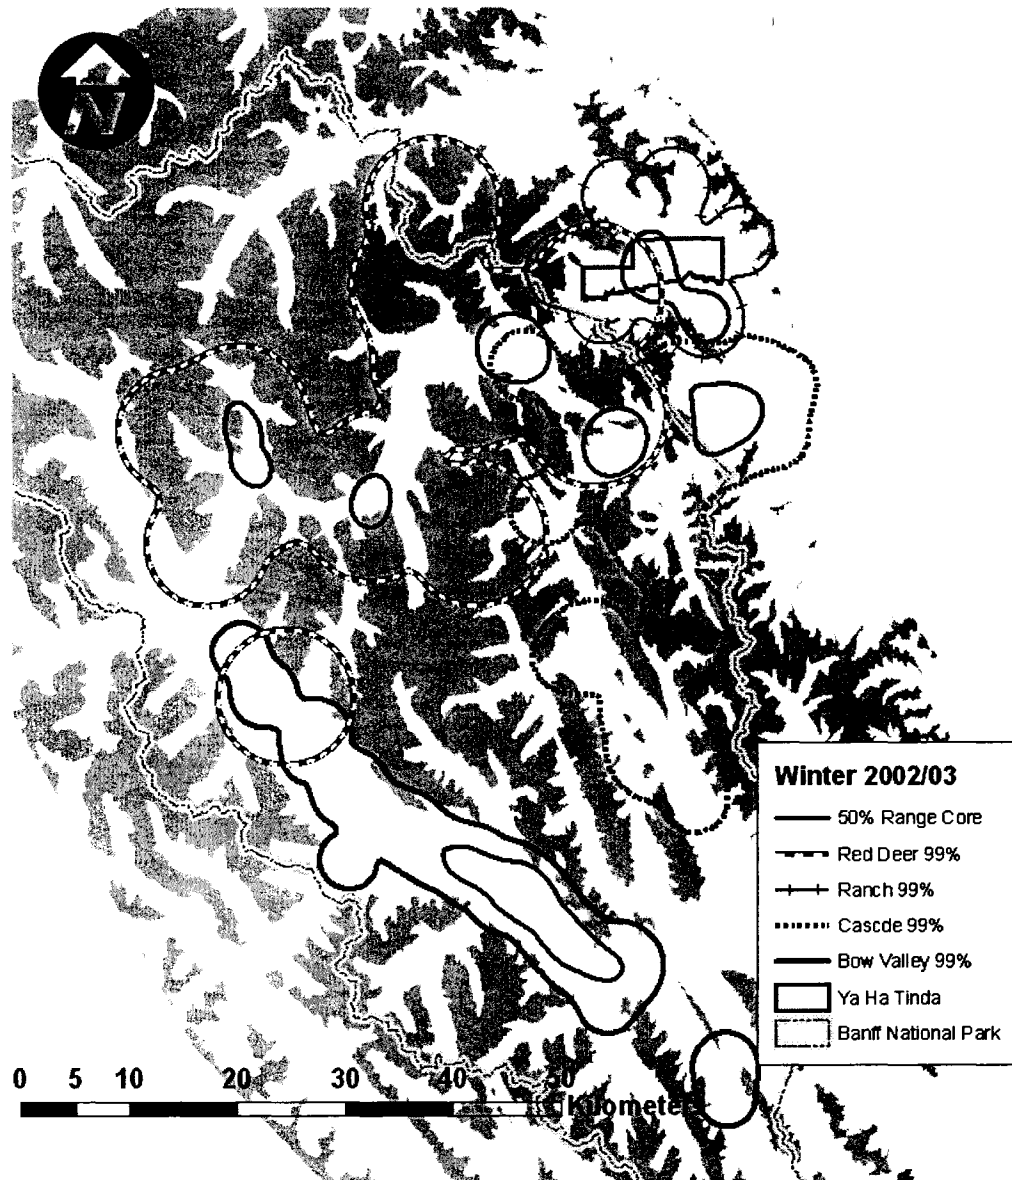 N
Winter 2002/03
50% Range Core
Red Deer 99%
Ranch 99%
Cascde 99%
Bow Valley 99%
Ya Ha Tinda
Banff National Park
0 5 10 20 30 40 50
Kilometers